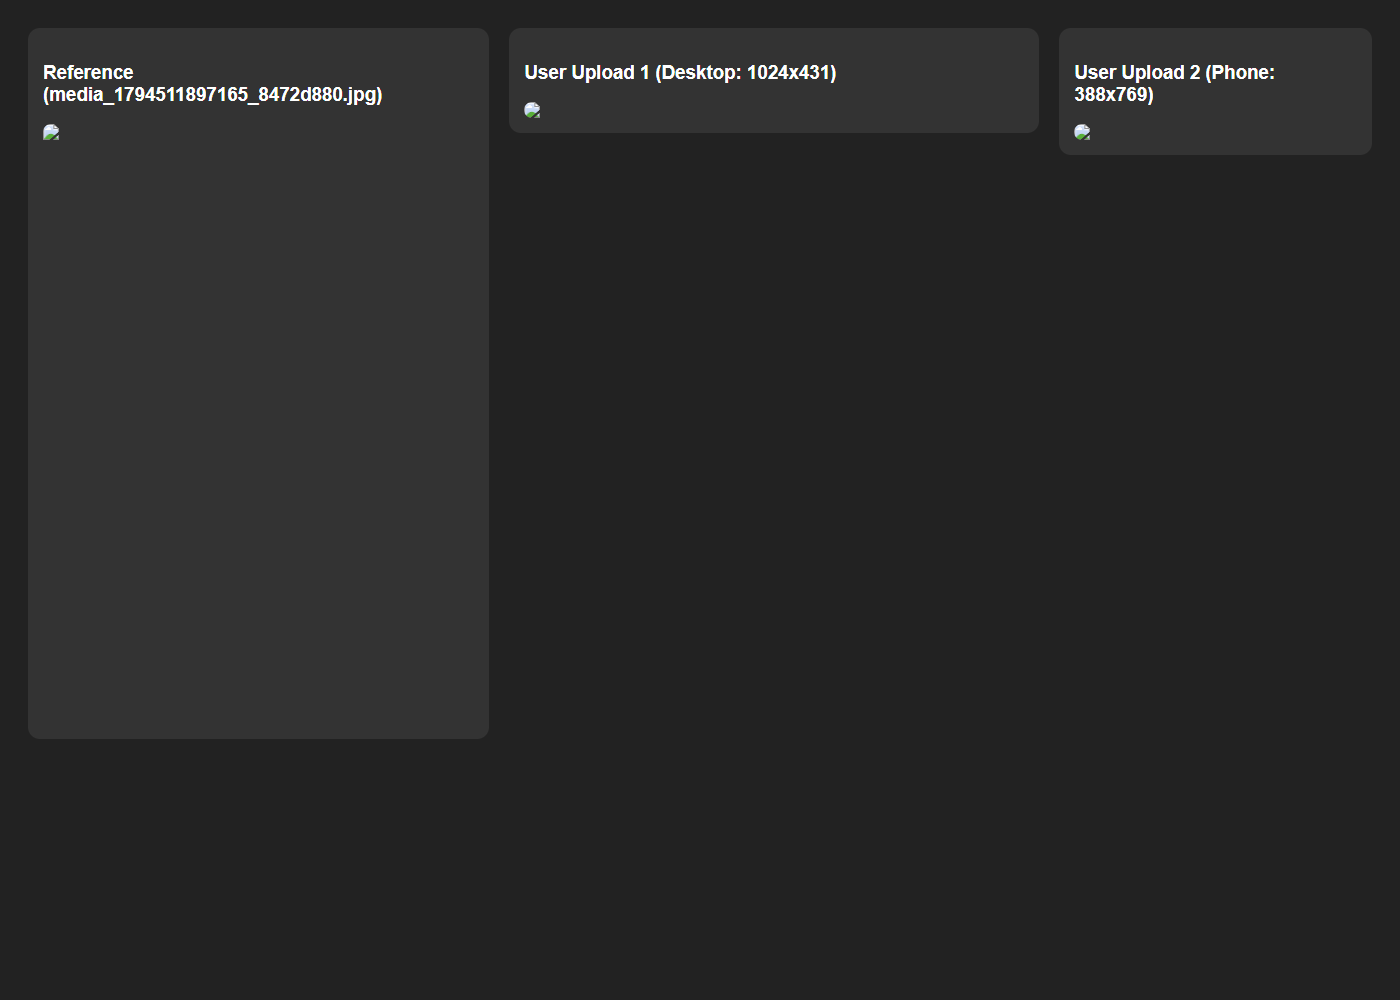 Reference
(media_1794511897165_8472d880.jpg)
User Upload 1 (Desktop: 1024x431)
User Upload 2 (Phone:
388x769)